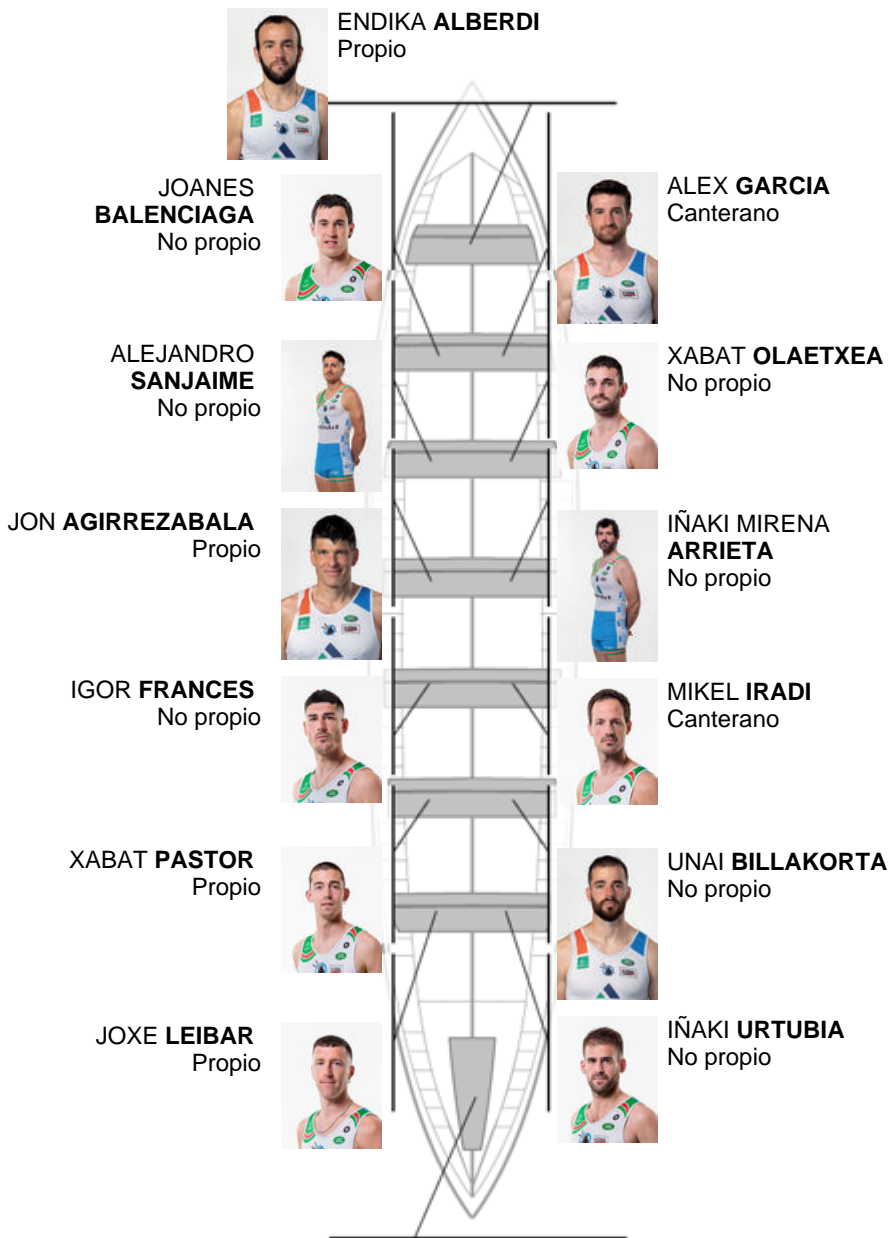 ENDIKA ALBERDI
Propio
JOANES
BALENCIAGA
No propio
ALEX GARCIA
Canterano
ALEJANDRO
SANJAIME
No propio
XABAT OLAETXEA
No propio
JON AGIRREZABALA
Propio
IÑAKI MIRENA
ARRIETA
No propio
IGOR FRANCES
No propio
MIKEL IRADI
Canterano
XABAT PASTOR
Propio
UNAI BILLAKORTA
No propio
JOXE LEIBAR
Propio
IÑAKI URTUBIA
No propio